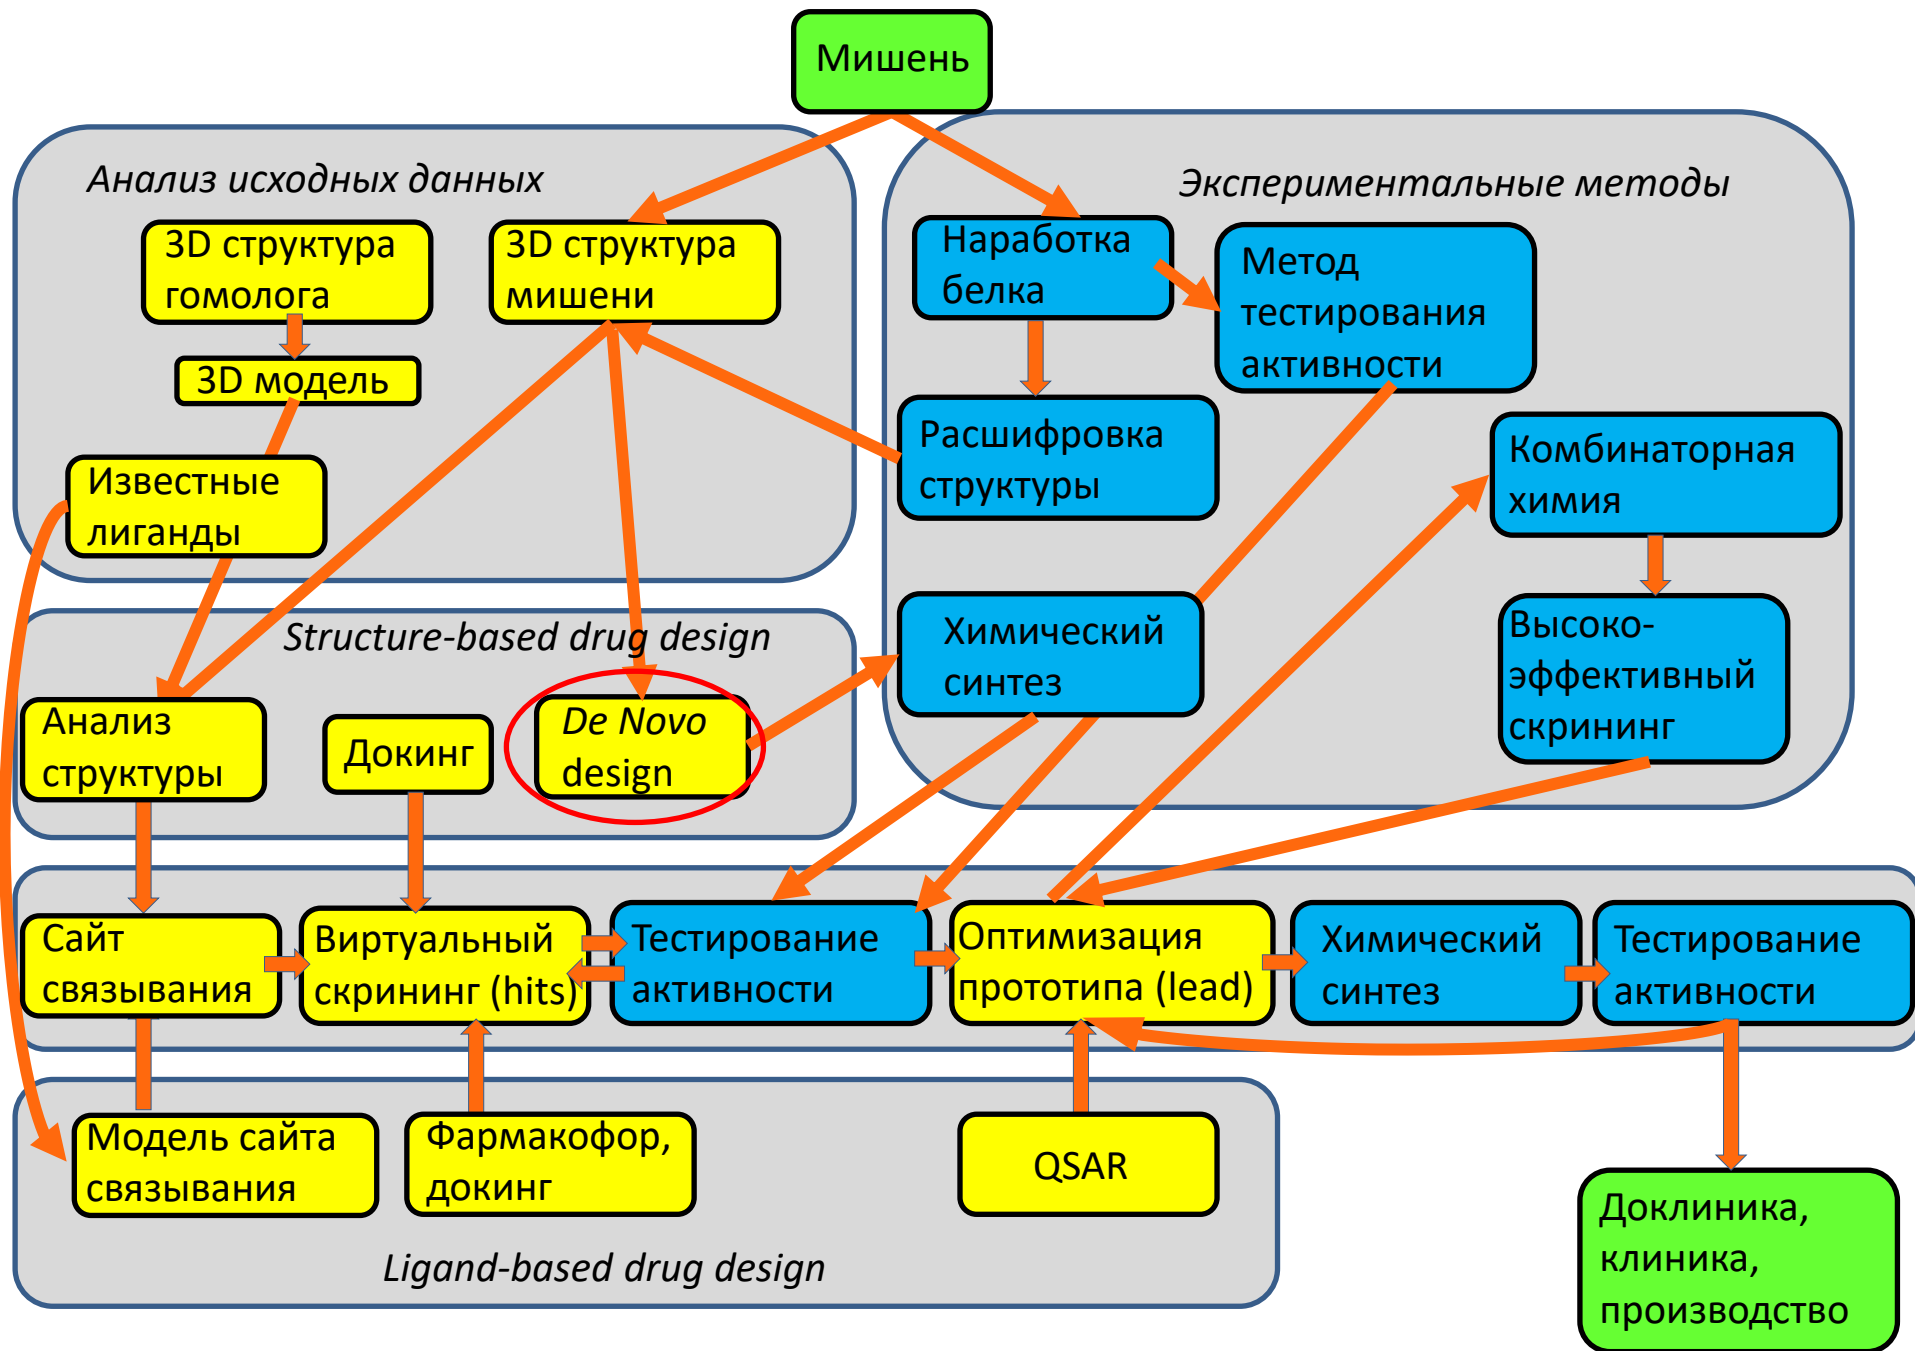 Мишень
Анализ исходных данных
3D структура
гомолога
3D структура
мишени
3D модель
Известные
лиганды
Экспериментальные методы
Наработка
белка
Метод
тестирования
активности
Расшифровка
структуры
Комбинаторная
химия
Химический
синтез
Высоко-
эффективный
скрининг
Structure-based drug design
Анализ
структуры
Докинг
De Novo
design
Сайт
связывания
Виртуальный
скрининг (hits)
Тестирование
активности
Оптимизация
прототипа (lead)
Химический
синтез
Тестирование
активности
Модель сайта
связывания
Фармакофор,
докинг
QSAR
Ligand-based drug design
Доклиника,
клиника,
производство